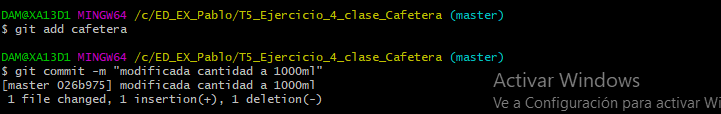 DAM@XA13D1 MINGW64 /c/ED_EX_Pablo/T5_Ejercicio_4_clase_Cafetera (master)
$ git add cafetera
DAM@XA13D1 MINGW64 /c/ED_EX_Pablo/T5_Ejercicio_4_clase_Cafetera (master)
$ git commit -m "modificada cantidad a 1000ml"
[master 026b975] modificada cantidad a 1000ml
1 file changed, 1 insertion(+), 1 deletion(-)
Activar Windows
Ve a Configuración para activar Wi